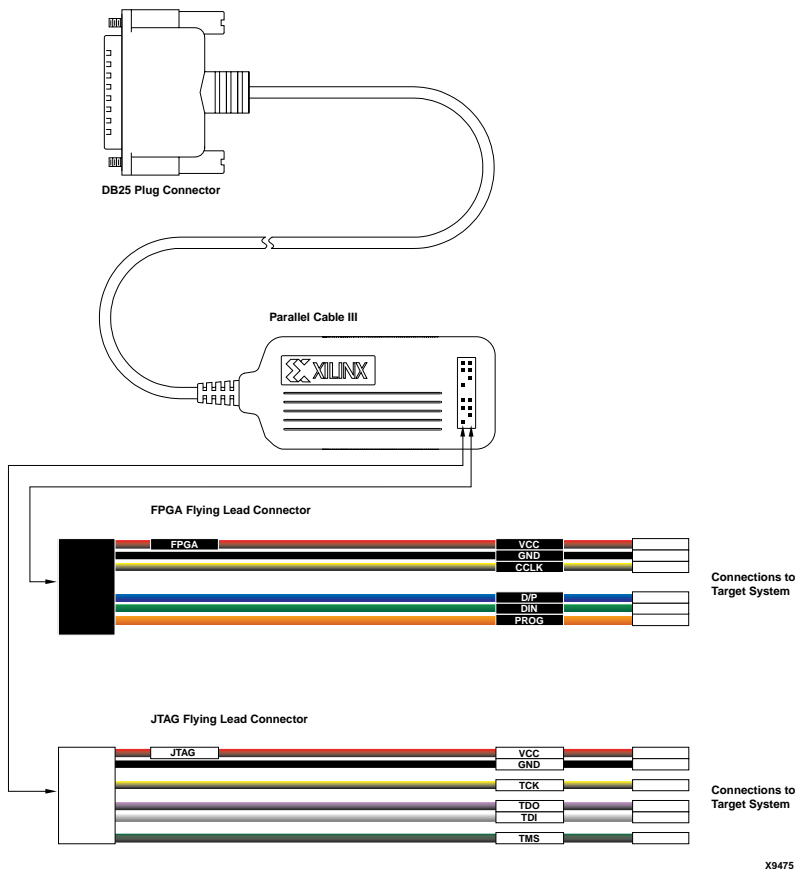 DB25 Plug Connector
Parallel Cable III
XILINX
FPGA Flying Lead Connector
FPGA
VCC
GND
CCLK
D/P
DIN
PROG
Connections to
Target System
JTAG Flying Lead Connector
JTAG
VCC
GND
TCK
TDO
TDI
TMS
Connections to
Target System
X9475